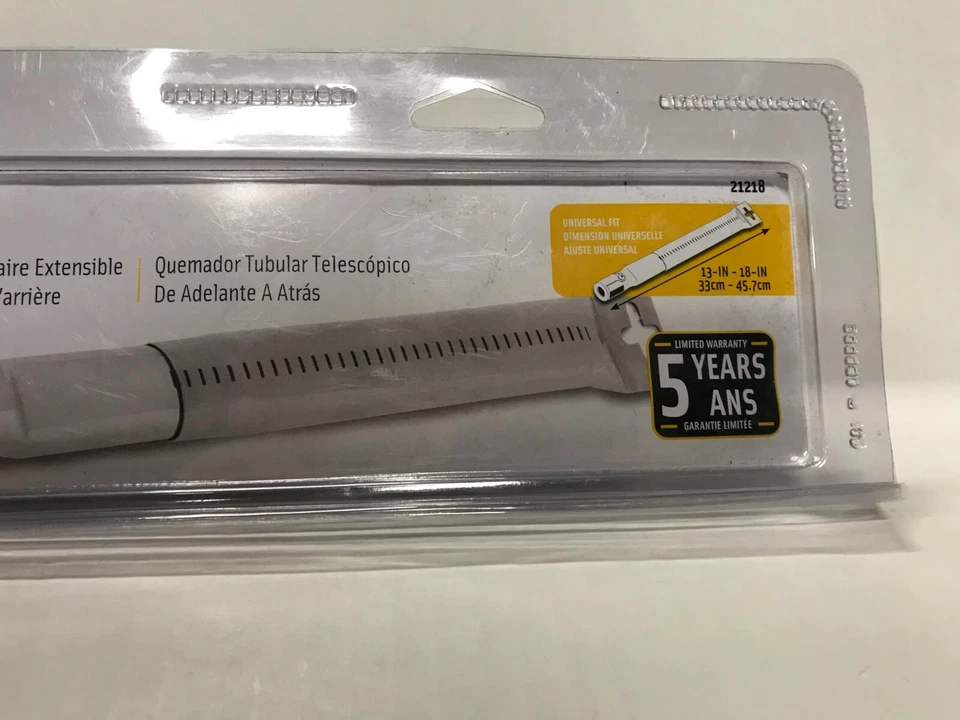 21218
UNIVERSAL FIT
DIMENSION UNIVERSELLE
AJUSTE UNIVERSAL
13-IN - 18-IN
33cm - 45.7cm
aire Extensible
'arrière
Quemador Tubular Telescópico
De Adelante A Atrás
LIMITED WARRANTY
5 YEARS
ANS
GARANTIE LIMITÉE